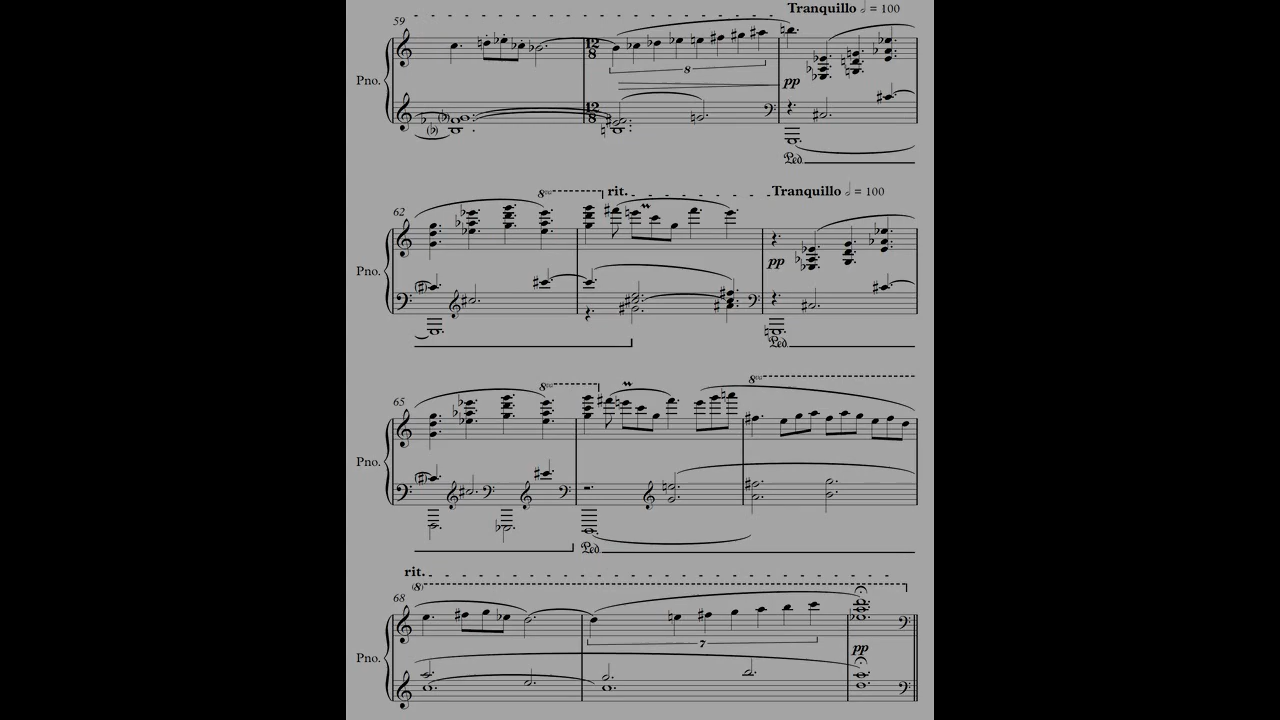 Tranquillo 𝅗𝅥 = 100
59
12
8
8
Pno.
pp
12
8
Ped
8va
rit.
Tranquillo 𝅗𝅥 = 100
62
pp
Pno.
(♯)
Ped
8va
8va
65
Pno.
(♯)
Ped
rit.
(8)
68
7
pp
Pno.